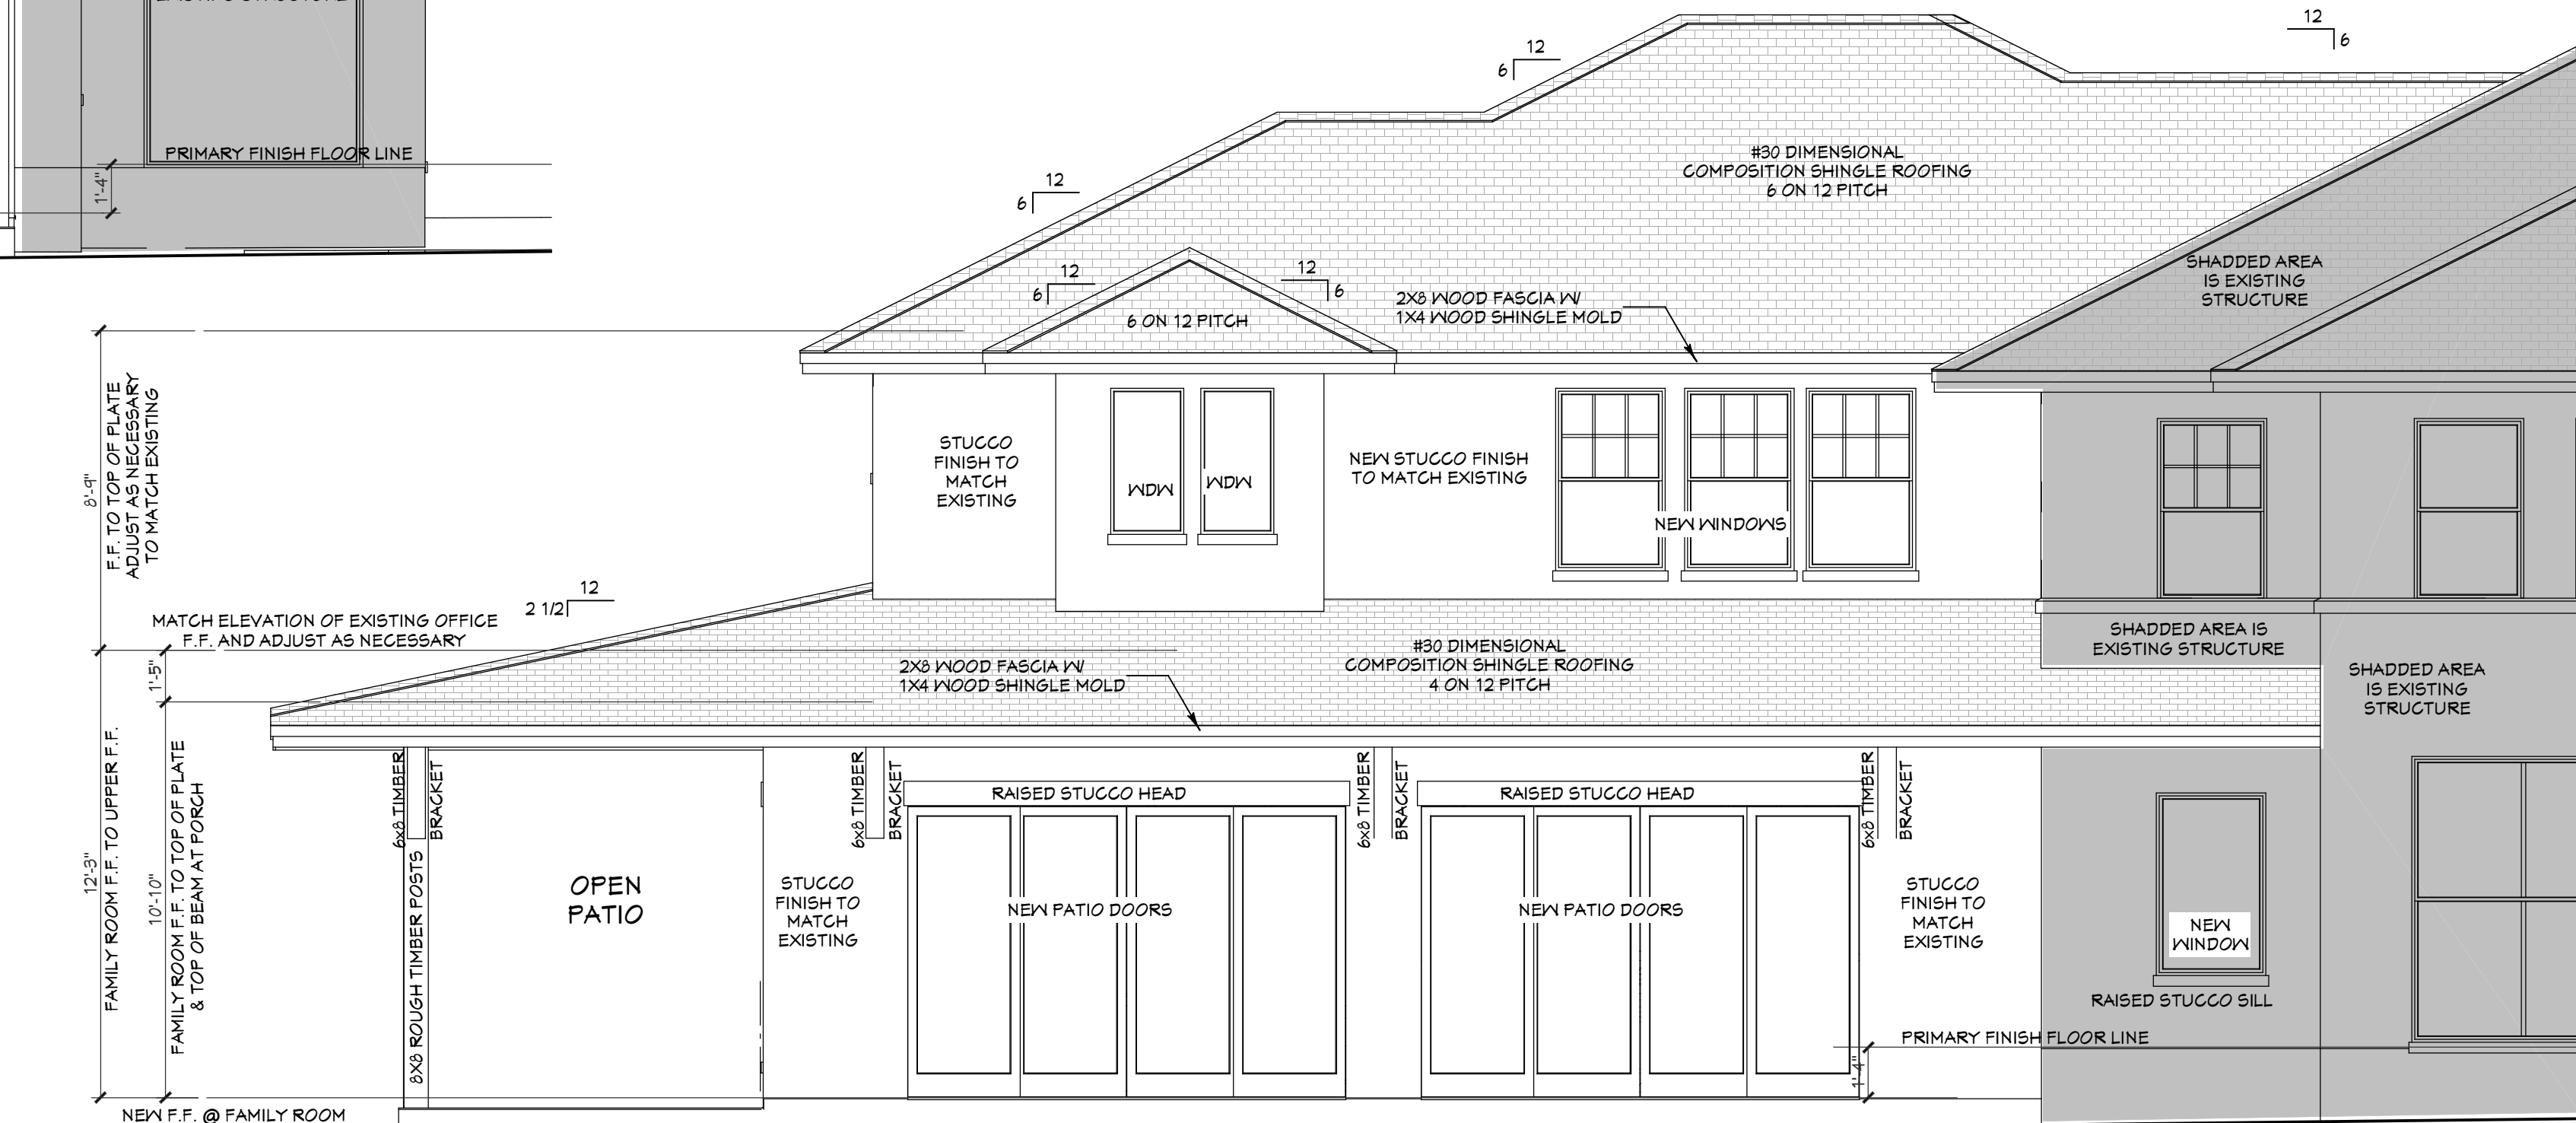 PRIMARY FINISH FLOOR LINE
1'-4"
12
6
12
6
12
6
#30 DIMENSIONAL
COMPOSITION SHINGLE ROOFING
6 ON 12 PITCH
12
6
12
6
6 ON 12 PITCH
2X8 WOOD FASCIA W/
1X4 WOOD SHINGLE MOLD
SHADDED AREA
IS EXISTING
STRUCTURE
8'-9"
F.F. TO TOP OF PLATE
ADJUST AS NECESSARY
TO MATCH EXISTING
STUCCO
FINISH TO
MATCH
EXISTING
WDW
WDW
NEW STUCCO FINISH
TO MATCH EXISTING
NEW WINDOWS
12
2 1/2
MATCH ELEVATION OF EXISTING OFFICE
F.F. AND ADJUST AS NECESSARY
1'-5"
2X8 WOOD FASCIA W/
1X4 WOOD SHINGLE MOLD
#30 DIMENSIONAL
COMPOSITION SHINGLE ROOFING
4 ON 12 PITCH
SHADDED AREA IS
EXISTING STRUCTURE
SHADDED AREA
IS EXISTING
STRUCTURE
12'-3"
FAMILY ROOM F.F. TO UPPER F.F.
10'-10"
FAMILY ROOM F.F. TO TOP OF PLATE
& TOP OF BEAM AT PORCH
6x8 TIMBER
BRACKET
8X8 ROUGH TIMBER POSTS
OPEN
PATIO
6x8 TIMBER
BRACKET
STUCCO
FINISH TO
MATCH
EXISTING
RAISED STUCCO HEAD
NEW PATIO DOORS
6x8 TIMBER
BRACKET
RAISED STUCCO HEAD
NEW PATIO DOORS
6x8 TIMBER
BRACKET
STUCCO
FINISH TO
MATCH
EXISTING
NEW
WINDOW
RAISED STUCCO SILL
PRIMARY FINISH FLOOR LINE
1'-4"
NEW F.F. @ FAMILY ROOM